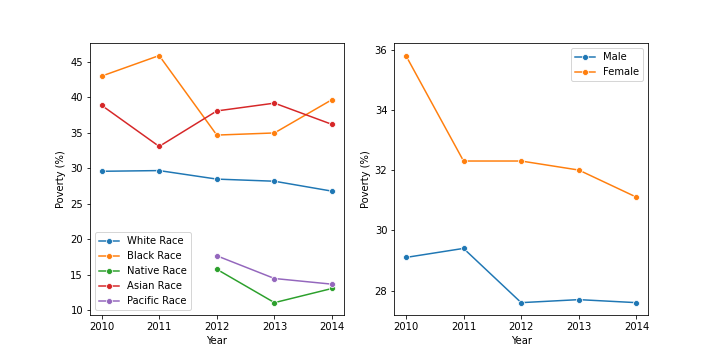 45
40
35
30
25
20
15
10
Poverty (%)
White Race
Black Race
Native Race
Asian Race
Pacific Race
2010 2011 2012 2013 2014
Year
36
34
32
30
28
Poverty (%)
Male
Female
2010 2011 2012 2013 2014
Year